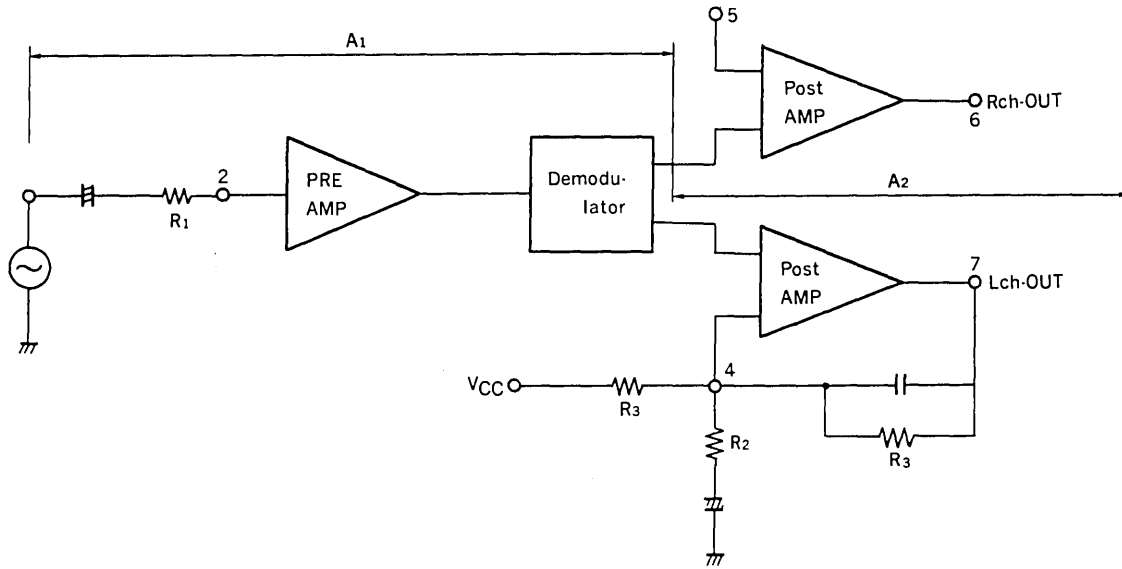 A1
5
Post
AMP
6
Rch-OUT
2
R1
PRE
AMP
Demodu-
lator
A2
Post
AMP
7
Lch-OUT
VCC
R3
4
R2
R3